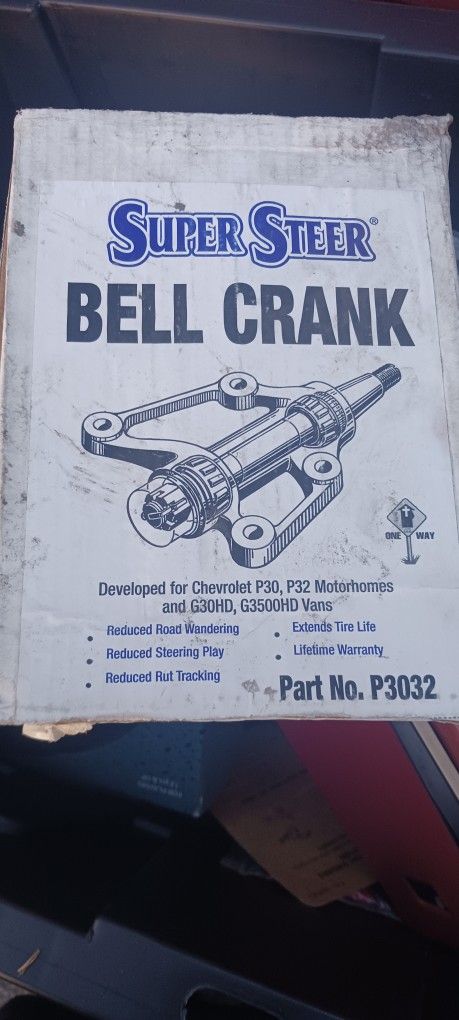 SUPER STEER®
BELL CRANK
ONE WAY
Developed for Chevrolet P30, P32 Motorhomes
and G30HD, G3500HD Vans
• Reduced Road Wandering
• Reduced Steering Play
• Reduced Rut Tracking
• Extends Tire Life
• Lifetime Warranty
Part No. P3032